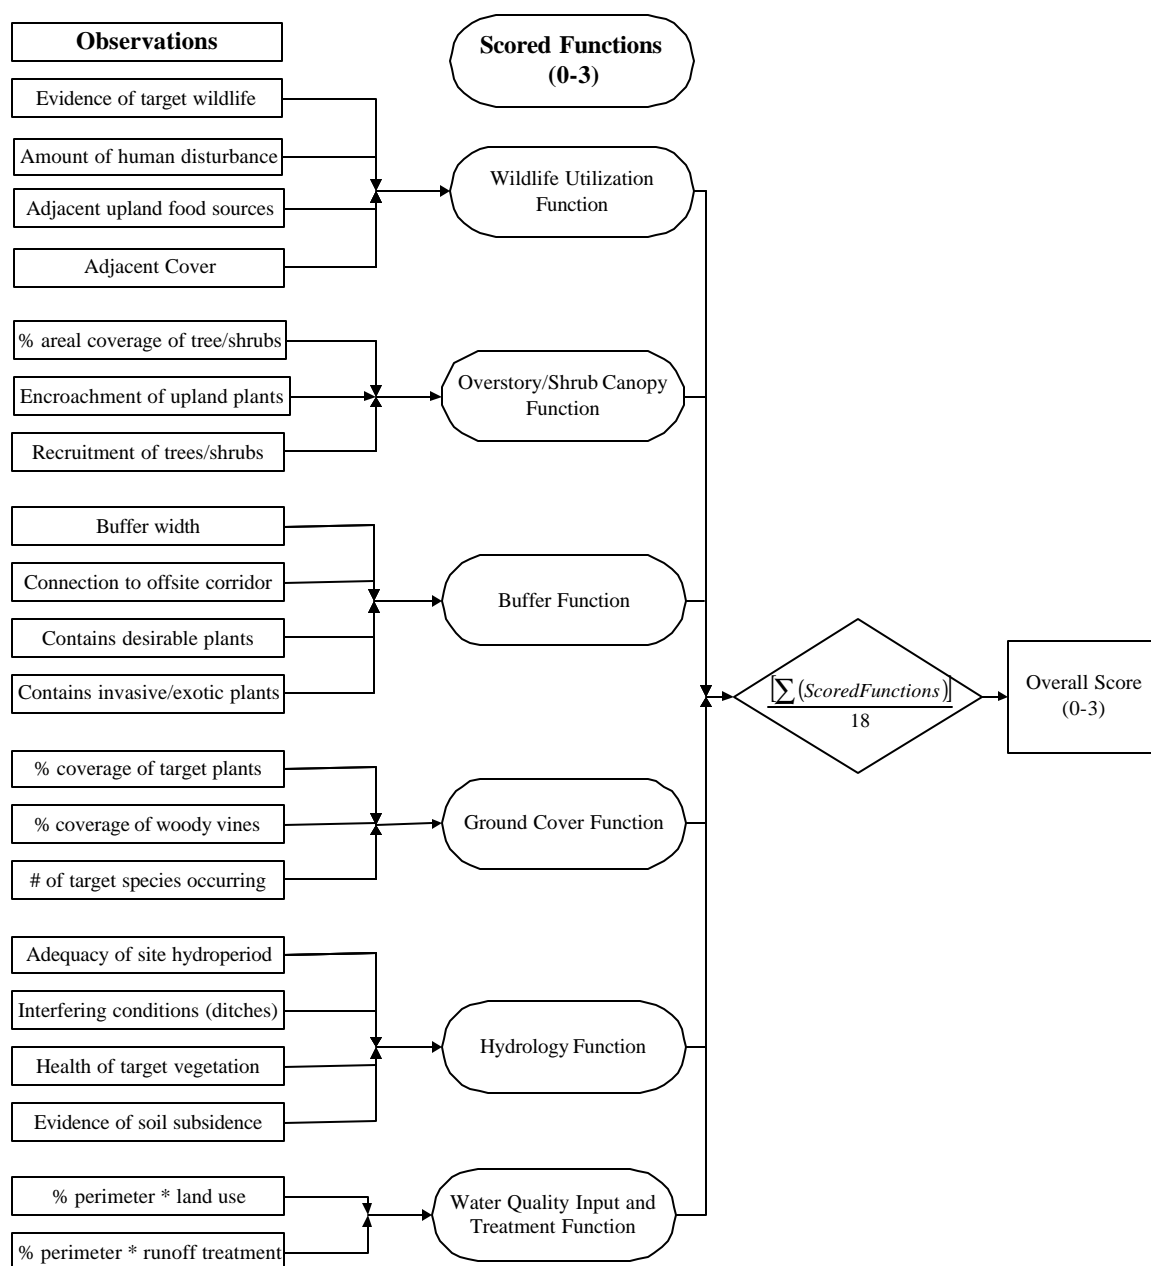 Observations
Scored Functions
(0-3)
Evidence of target wildlife
Amount of human disturbance
Adjacent upland food sources
Adjacent Cover
Wildlife Utilization
Function
% areal coverage of tree/shrubs
Encroachment of upland plants
Recruitment of trees/shrubs
Overstory/Shrub Canopy
Function
Buffer width
Connection to offsite corridor
Contains desirable plants
Contains invasive/exotic plants
Buffer Function
% coverage of target plants
% coverage of woody vines
# of target species occurring
Ground Cover Function
Adequacy of site hydroperiod
Interfering conditions (ditches)
Health of target vegetation
Evidence of soil subsidence
Hydrology Function
% perimeter * land use
% perimeter * runoff treatment
Water Quality Input and
Treatment Function
[∑(ScoredFunctions)]
18
Overall Score
(0-3)